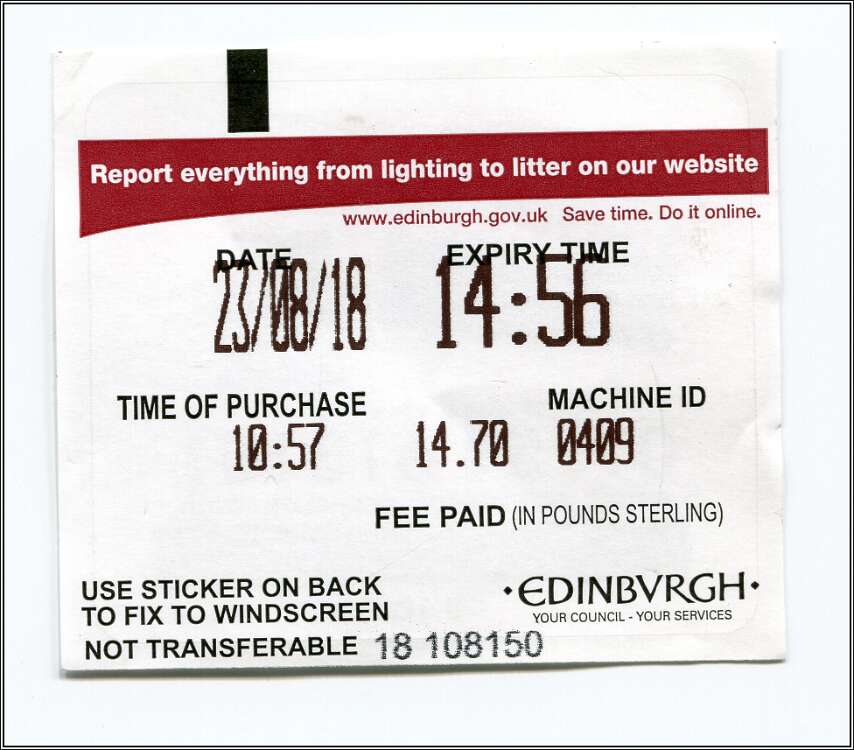 Report everything from lighting to litter on our website
www.edinburgh.gov.uk Save time. Do it online.
DATE EXPIRY TIME
23/08/18 14:56
TIME OF PURCHASE MACHINE ID
10:57 14.70 0409
FEE PAID (IN POUNDS STERLING)
USE STICKER ON BACK
TO FIX TO WINDSCREEN
NOT TRANSFERABLE 18 108150
·EDINBVRGH·
YOUR COUNCIL - YOUR SERVICES